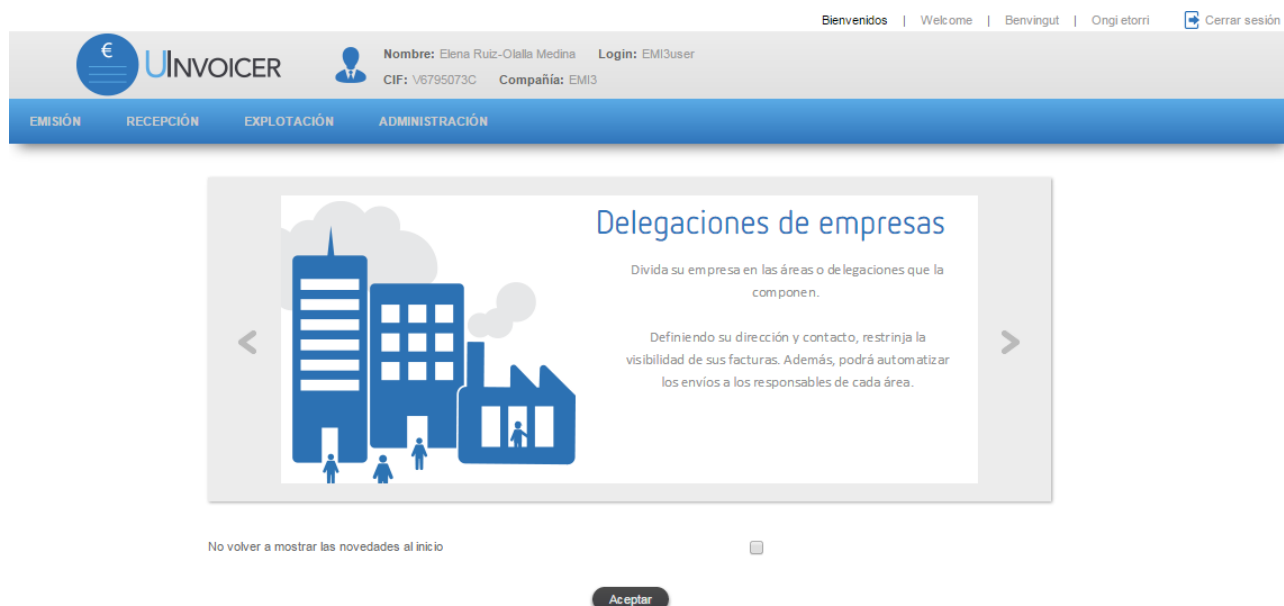 Bienvenidos | Welcome | Benvingut | Ongi etorri Cerrar sesión
€ UINVOICER
Nombre: Elena Ruiz-Olalla Medina Login: EMI3user
CIF: V6795073C Compañía: EMI3
EMISIÓN RECEPCIÓN EXPLOTACIÓN ADMINISTRACIÓN
Delegaciones de empresas
Divida su empresa en las áreas o delegaciones que la
componen.
Definiendo su dirección y contacto, restrinja la
visibilidad de sus facturas. Además, podrá automatizar
los envíos a los responsables de cada área.
No volver a mostrar las novedades al inicio
Aceptar